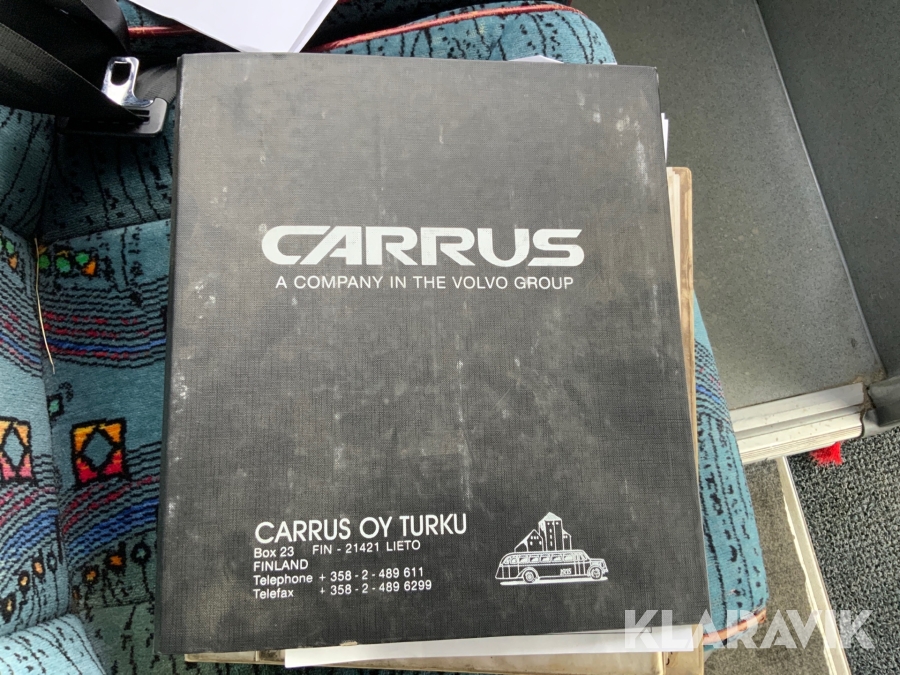 CARRUS
A COMPANY IN THE VOLVO GROUP
CARRUS OY TURKU
Box 23 FIN - 21421 LIETO
FINLAND
Telephone + 358 - 2 - 489 611
Telefax + 358 - 2 - 489 6299
KLARAVIK